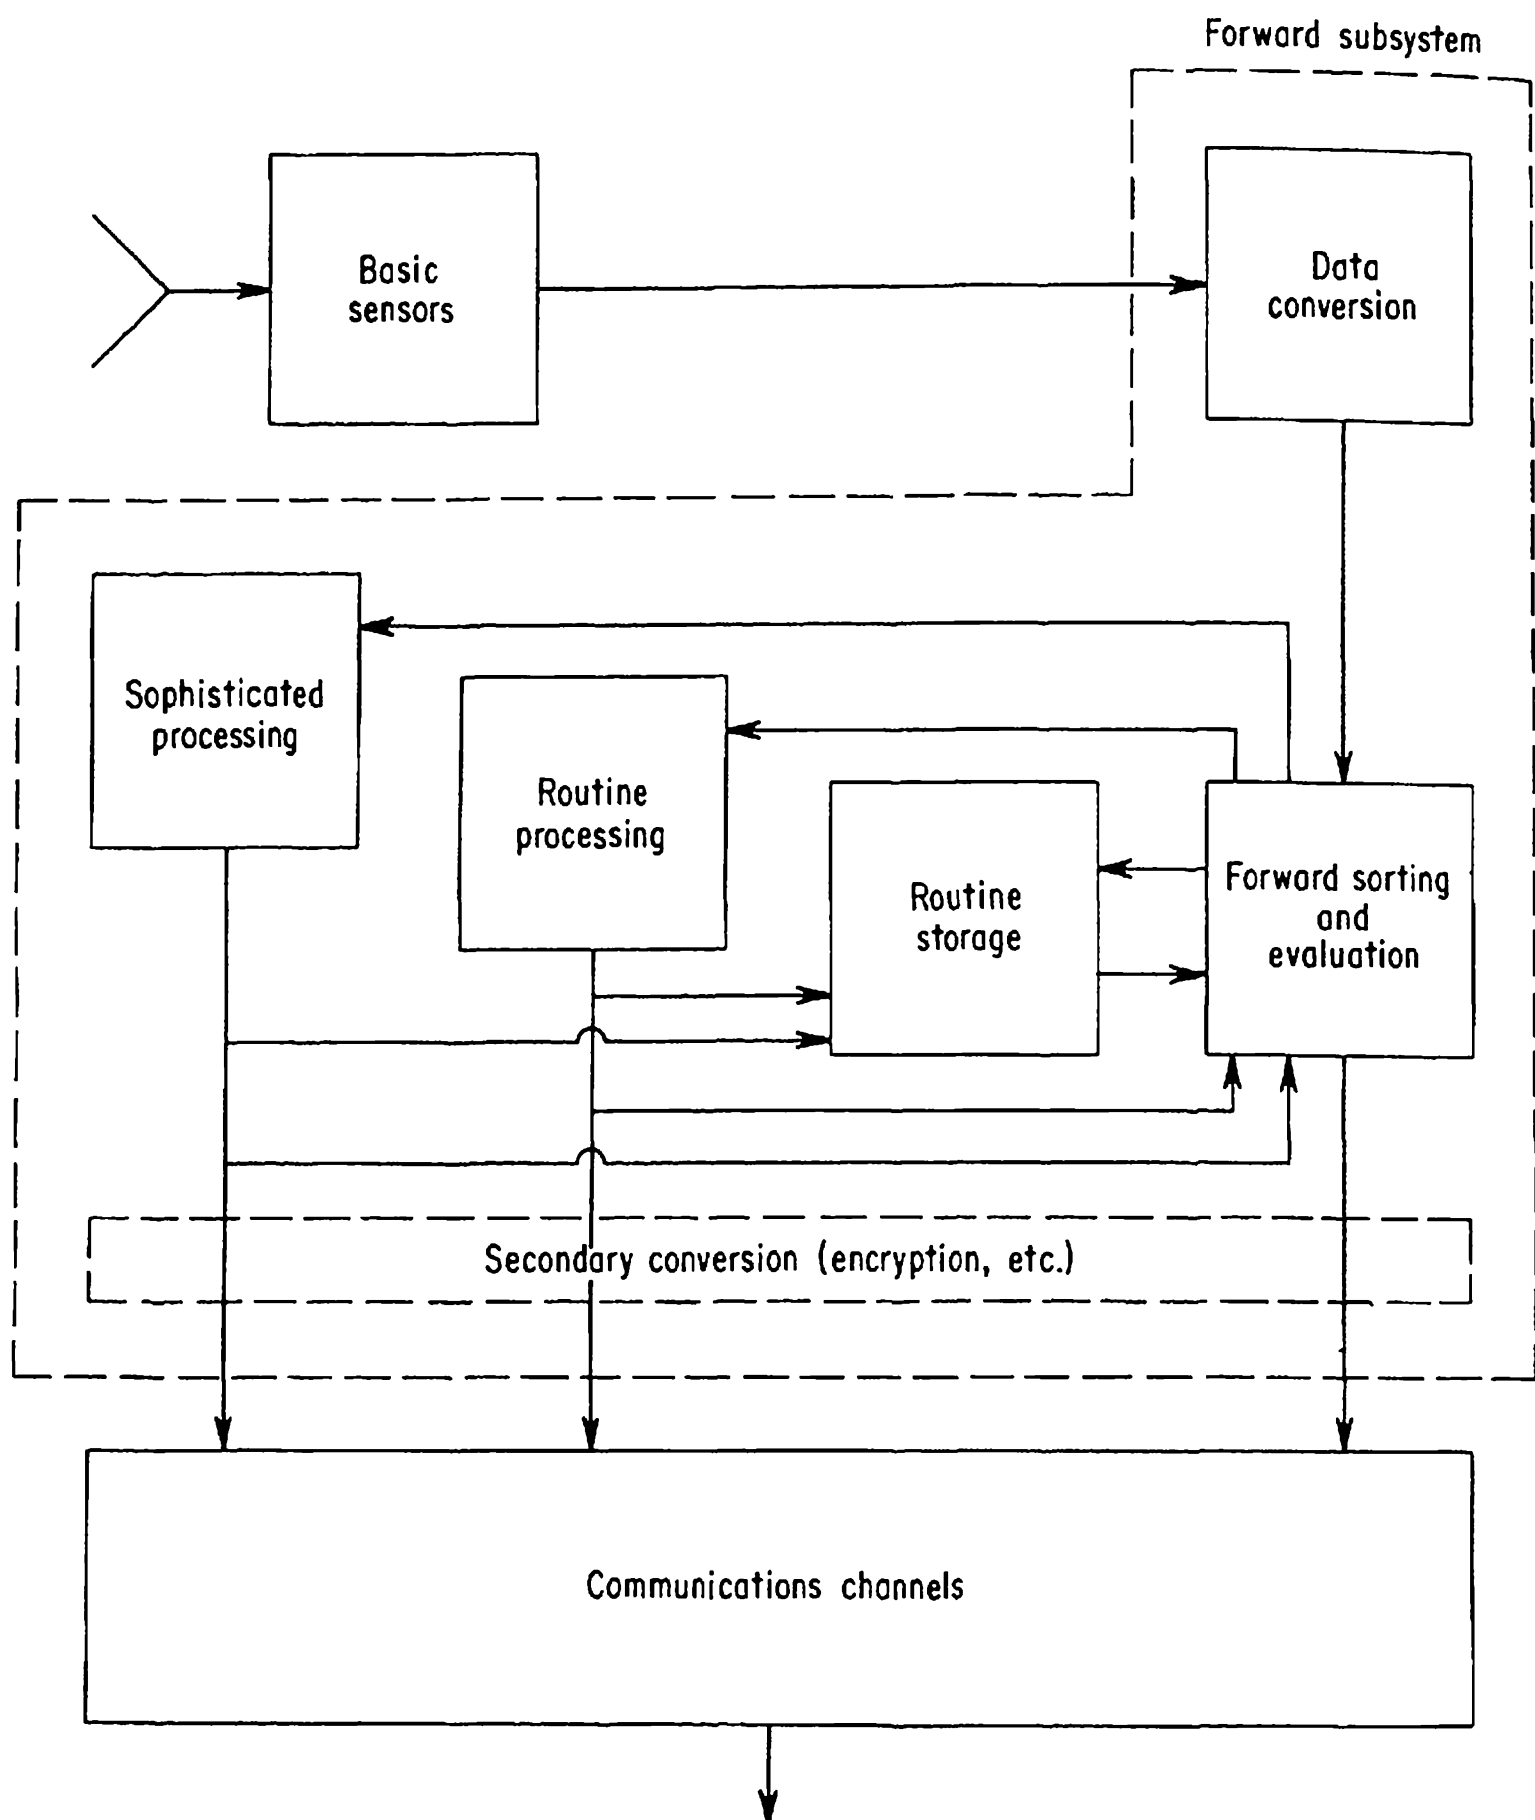 Forward subsystem
Basic
sensors
Data
conversion
Sophisticated
processing
Routine
processing
Routine
storage
Forward sorting
and
evaluation
Secondary conversion (encryption, etc.)
Communications channels